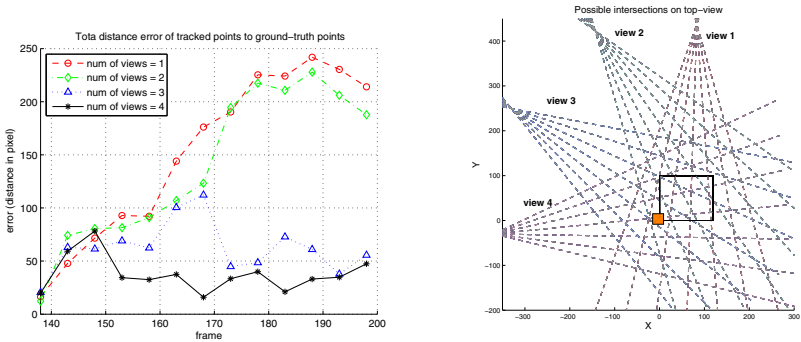 Tota distance error of tracked points to ground-truth points
num of views = 1
num of views = 2
num of views = 3
num of views = 4
error (distance in pixel)
250
200
150
100
50
0
140 150 160 170 180 190 200
frame
Possible intersections on top-view
view 1
view 2
view 3
view 4
Y
400
300
200
100
0
-100
-200
-300 -200 -100 0 100 200 300
X